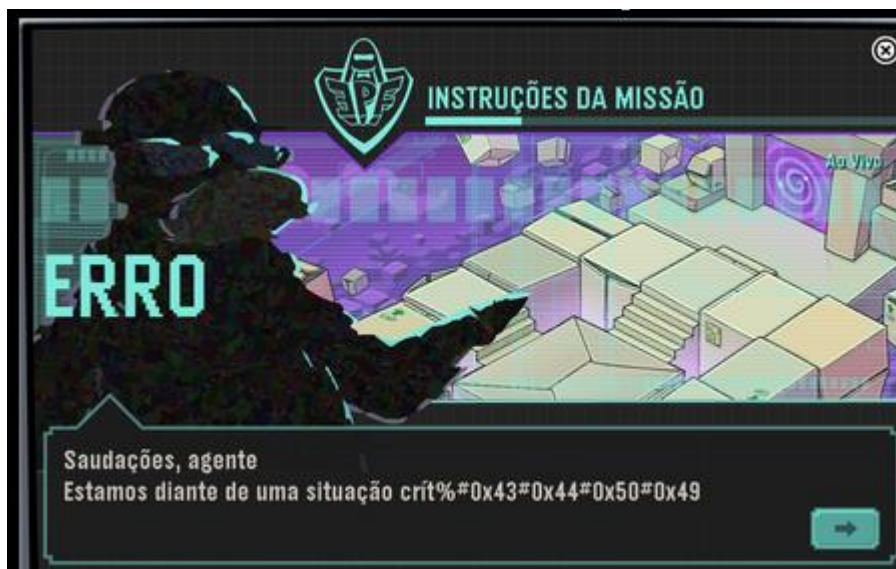 INSTRUÇÕES DA MISSÃO
Ao Vivo
ERRO
Saudações, agente
Estamos diante de uma situação crít%#0x43#0x44#0x50#0x49